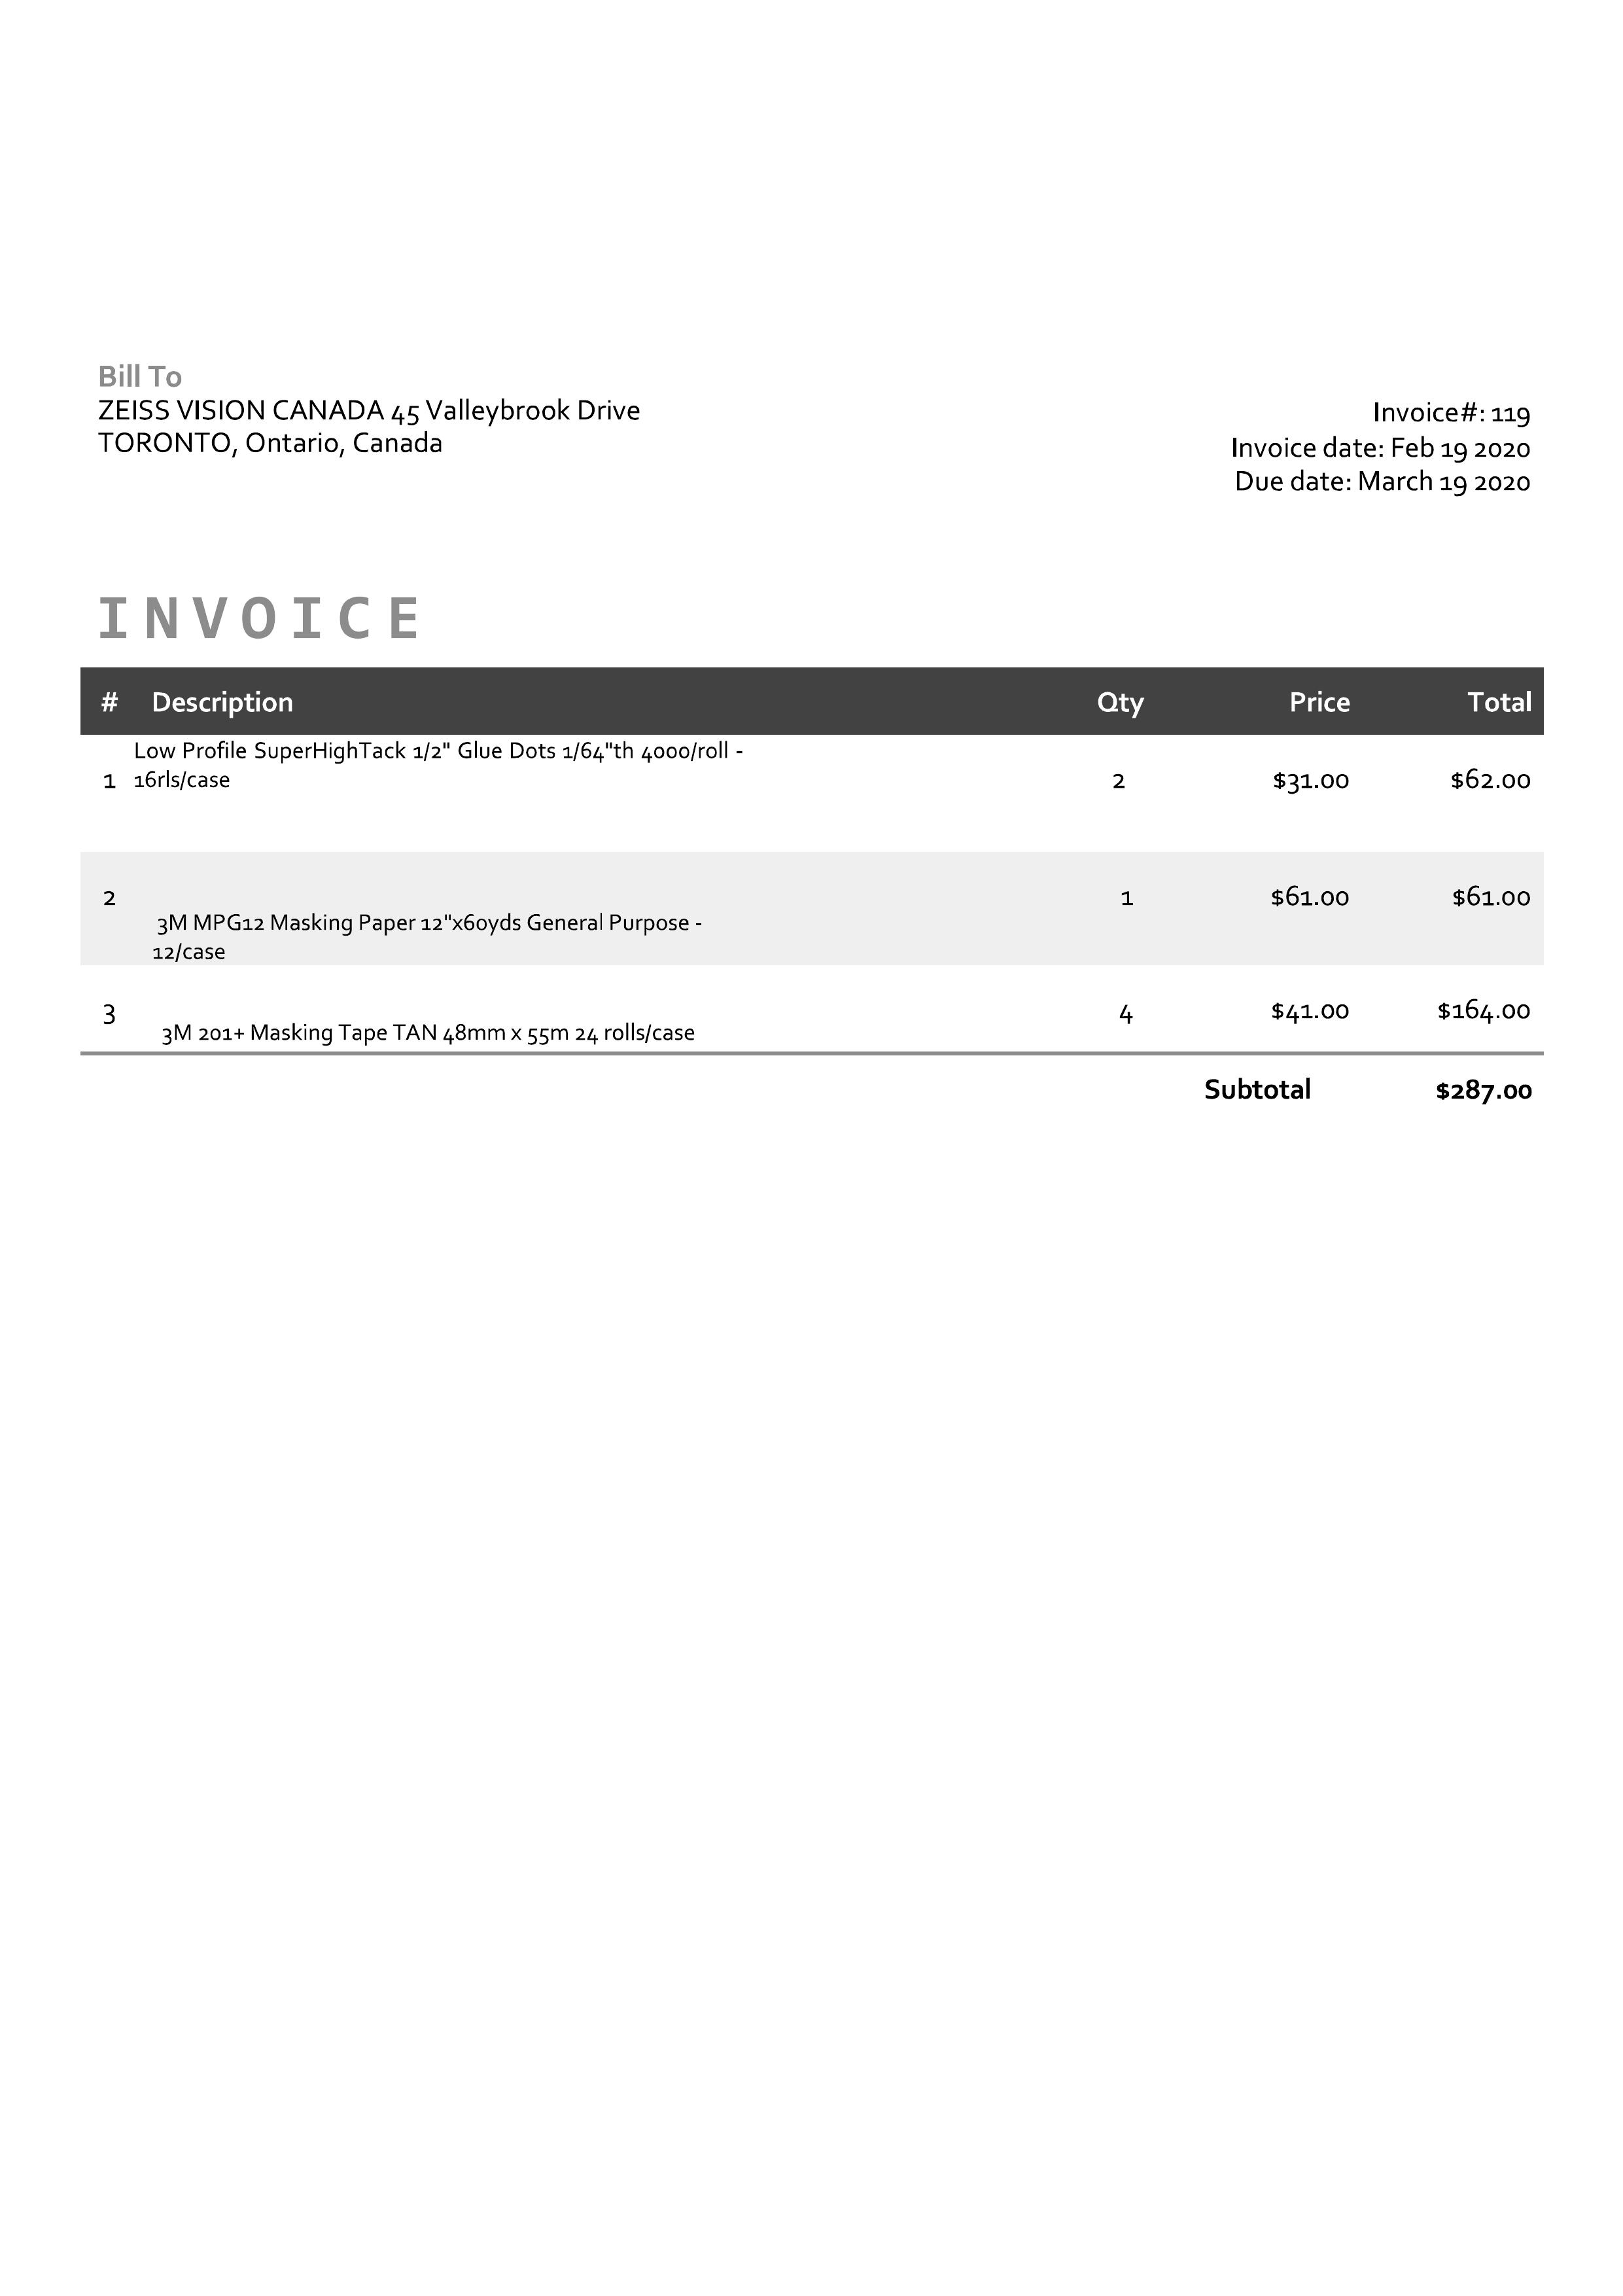 Bill To
ZEISS VISION CANADA 45 Valleybrook Drive
TORONTO, Ontario, Canada
Invoice#: 119
Invoice date: Feb 19 2020
Due date: March 19 2020
INVOICE
# Description Qty Price Total
Low Profile SuperHighTack 1/2" Glue Dots 1/64"th 4000/roll -
1 16rls/case 2 $31.00 $62.00
2 1 $61.00 $61.00
3M MPG12 Masking Paper 12"x60yds General Purpose -
12/case
3 4 $41.00 $164.00
3M 201+ Masking Tape TAN 48mm x 55m 24 rolls/case
Subtotal $287.00